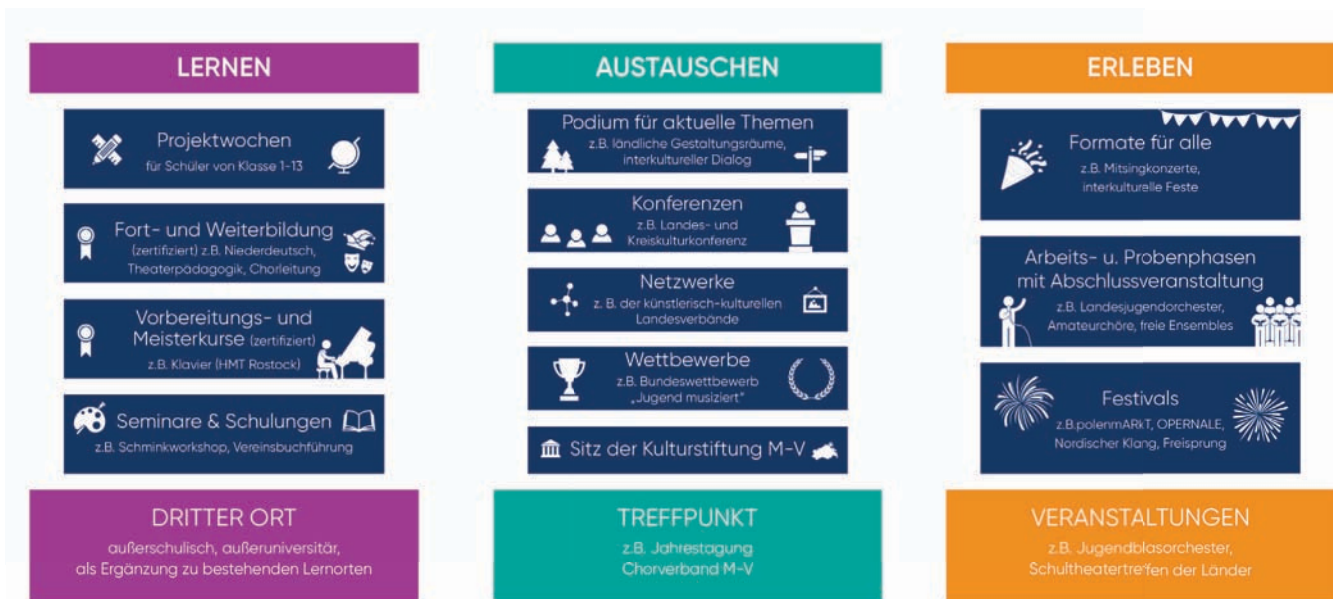 LERNEN
Projektwochen
für Schüler von Klasse 1-13
Fort- und Weiterbildung
(zertifiziert) z.B. Niederdeutsch,
Theaterpädagogik, Chorleitung
Vorbereitungs- und
Meisterkurse (zertifiziert)
z.B. Klavier (HMT Rostock)
Seminare & Schulungen
z.B. Schminkworkshop, Vereinsbuchführung
DRITTER ORT
außerschulisch, außeruniversitär,
als Ergänzung zu bestehenden Lernorten
AUSTAUSCHEN
Podium für aktuelle Themen
z.B. ländliche Gestaltungsräume,
interkultureller Dialog
Konferenzen
z.B. Landes- und
Kreiskulturkonferenz
Netzwerke
z. B. der künstlerisch-kulturellen
Landesverbände
Wettbewerbe
z.B. Bundeswettbewerb
„Jugend musiziert“
Sitz der Kulturstiftung M-V
TREFFPUNKT
z.B. Jahrestagung
Chorverband M-V
ERLEBEN
Formate für alle
z.B. Mitsingkonzerte,
interkulturelle Feste
Arbeits- u. Probenphasen
mit Abschlussveranstaltung
z.B. Landesjugendorchester,
Amateurchöre, freie Ensembles
Festivals
z.B.polenmARkT, OPERNALE,
Nordischer Klang, Freisprung
VERANSTALTUNGEN
z.B. Jugendblasorchester,
Schultheatertreffen der Länder